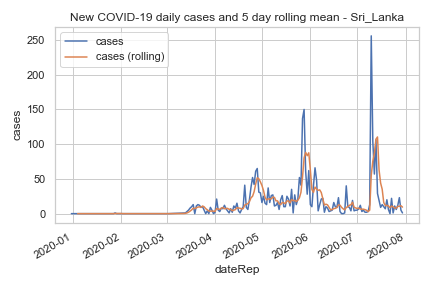 New COVID-19 daily cases and 5 day rolling mean - Sri_Lanka
cases
cases (rolling)
250
200
150
100
50
0
cases
2020-01
2020-02
2020-03
2020-04
2020-05
2020-06
2020-07
2020-08
dateRep